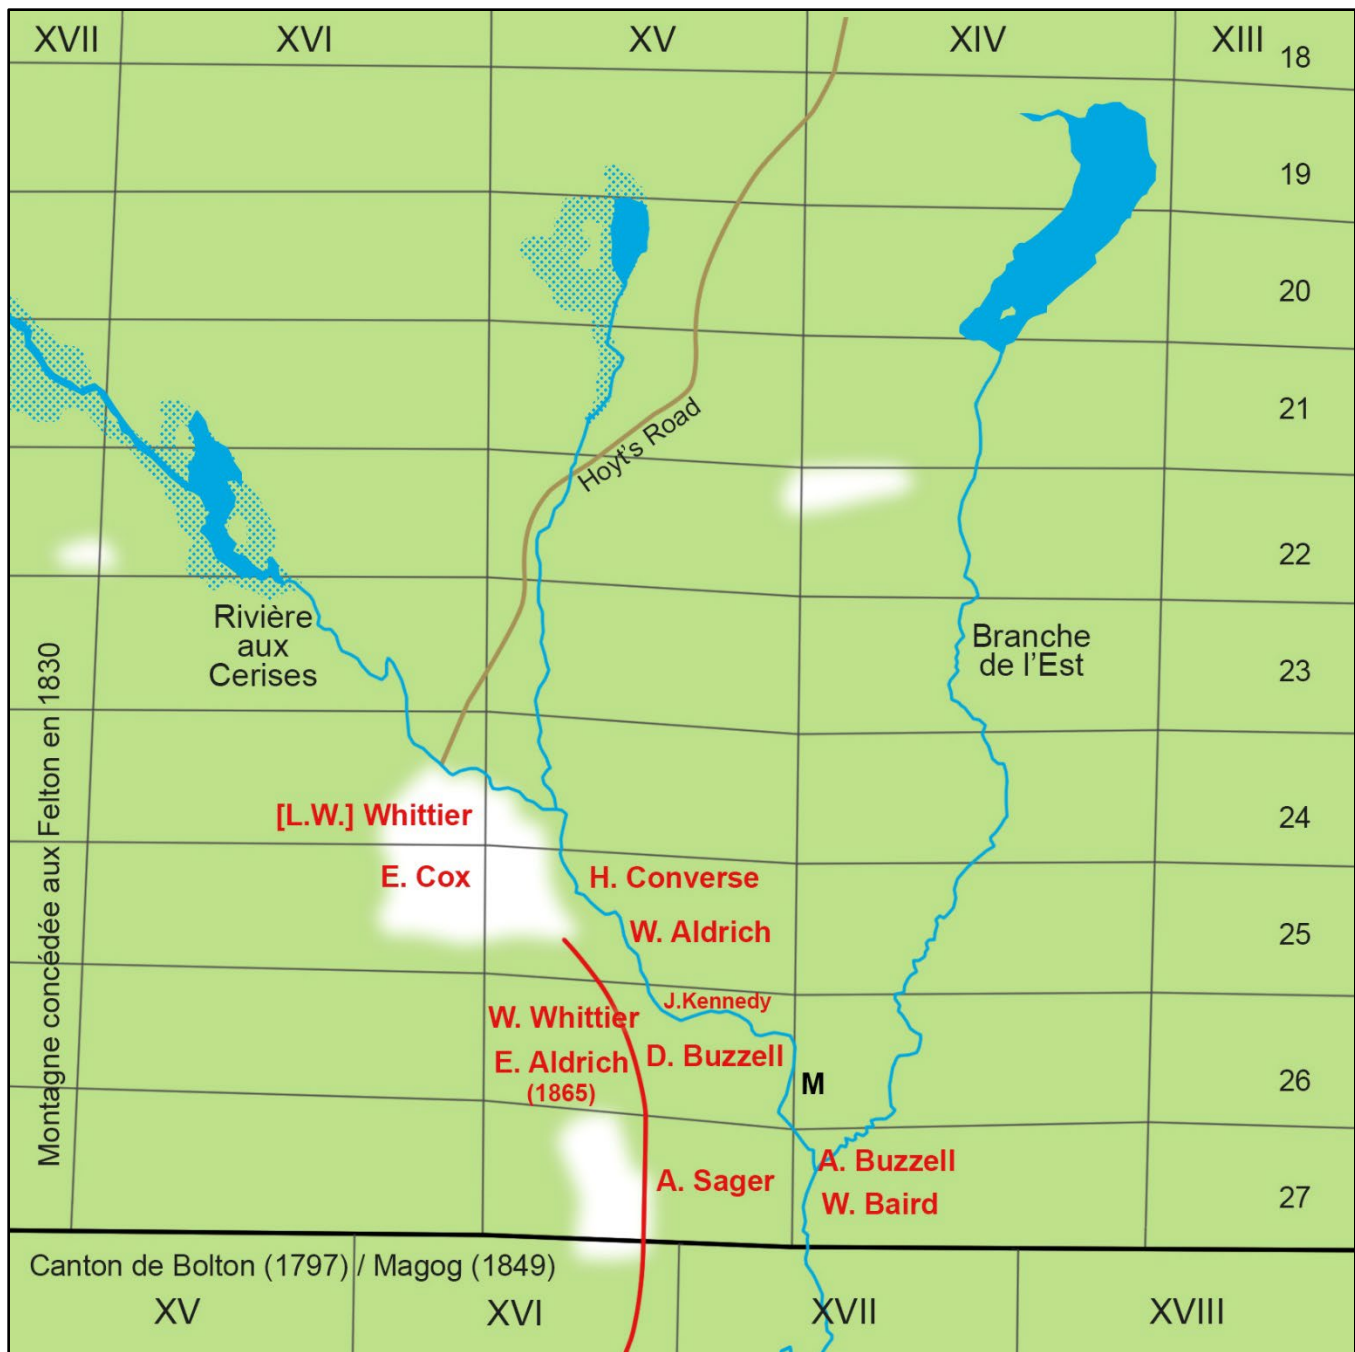 XVII XVI XV XIV XIII
18
19
20
21
Hoyt's Road
22
Rivière
aux
Cerises
Branche
de l'Est
23
Montagne concédée aux Felton en 1830
[L.W.] Whittier
24
E. Cox
H. Converse
W. Aldrich
25
J.Kennedy
W. Whittier
D. Buzzell
E. Aldrich
(1865)
M
26
A. Buzzell
A. Sager
W. Baird
27
Canton de Bolton (1797) / Magog (1849)
XV XVI XVII XVIII